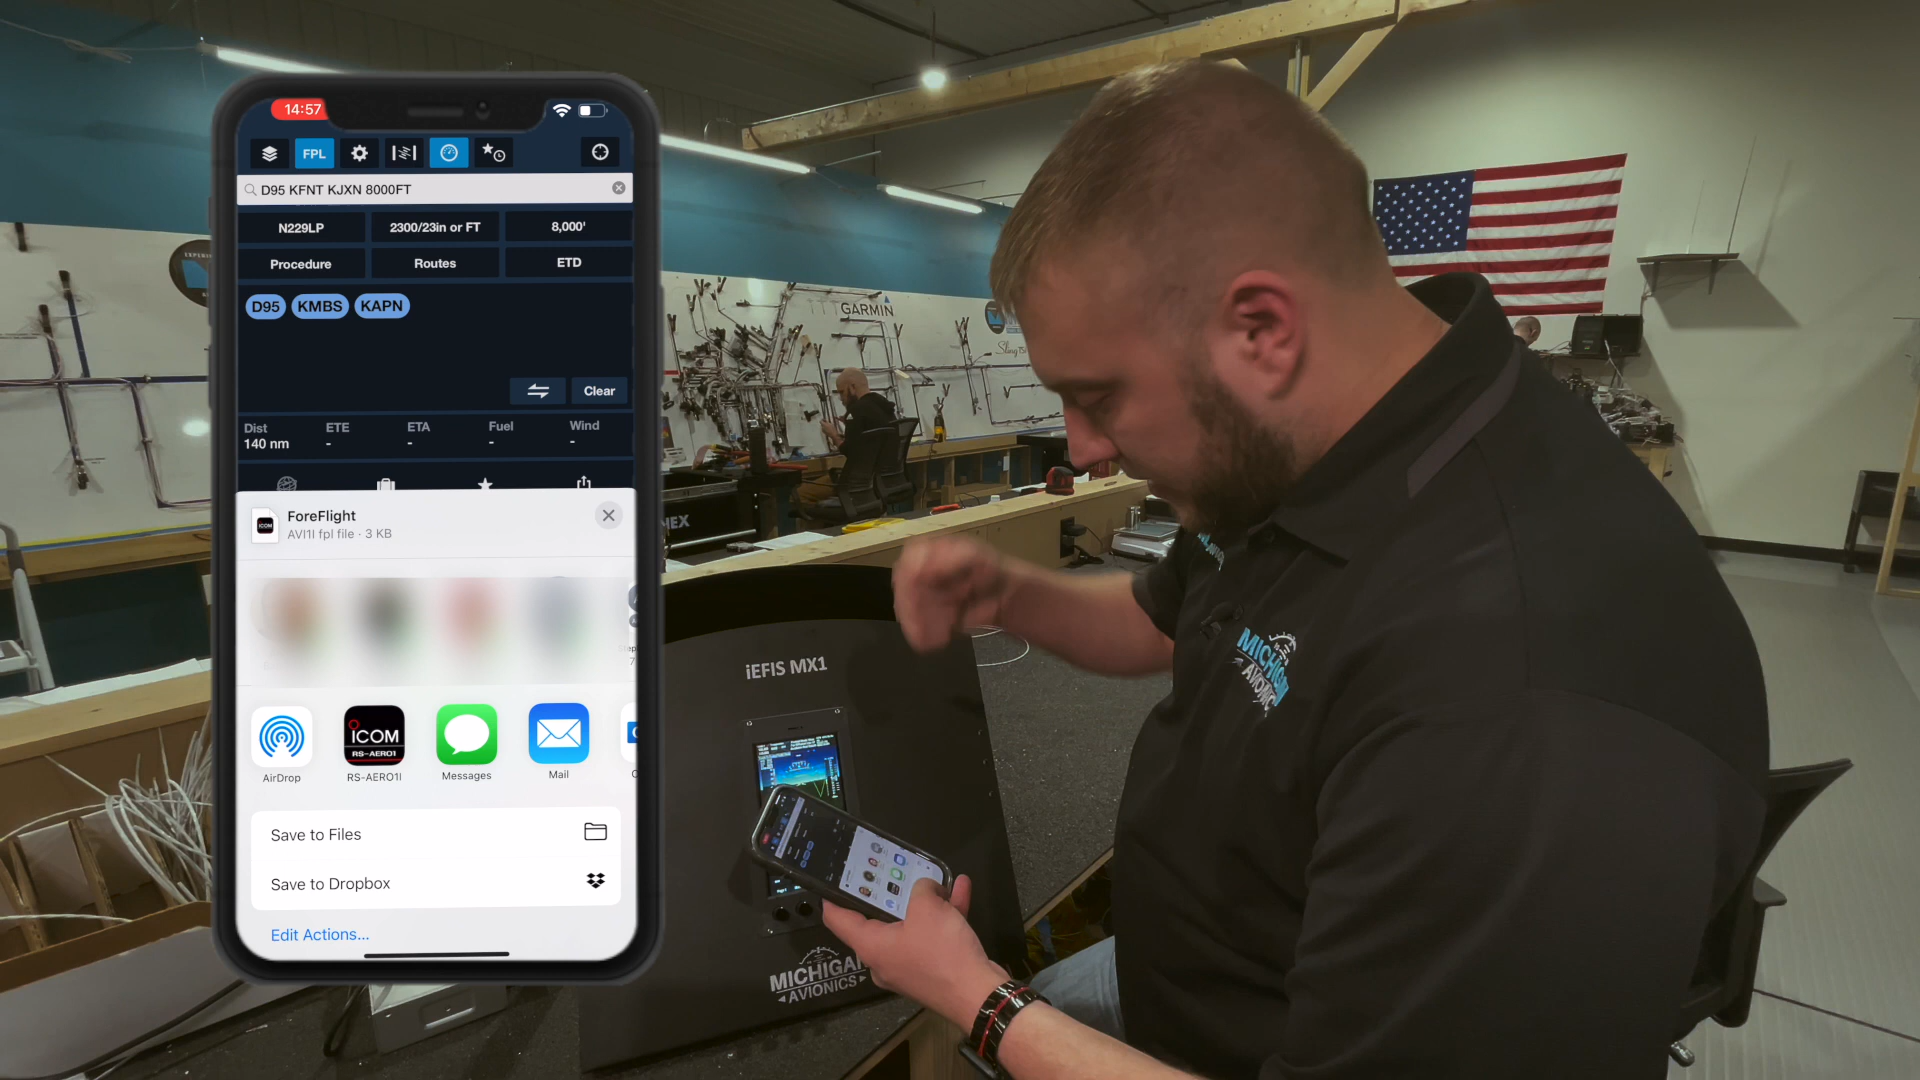 14:57
FPL
D95 KFNT KJXN 8000FT
N229LP
2300/23in or FT
8,000'
Procedure
Routes
ETD
D95
KMBS
KAPN
Clear
Dist
ETE
ETA
Fuel
Wind
140 nm
-
-
-
-
ForeFlight
AVI1I fpl file · 3 KB
ICOM
RS-AERO1
AirDrop
RS-AERO1I
Messages
Mail
Save to Files
Save to Dropbox
Edit Actions...
GARMIN
iEFIS MX1
MICHIGAN
AVIONICS
MICHIGAN
AVIONICS